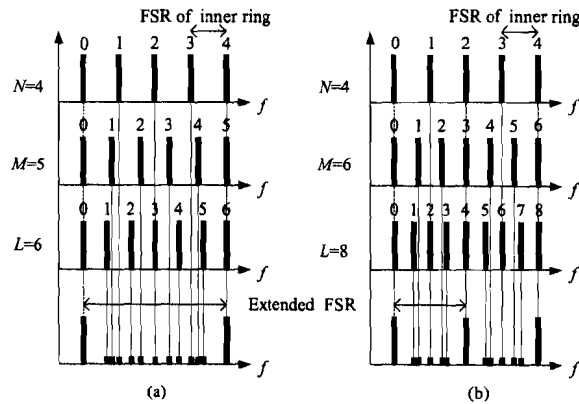 FSR of inner ring
0 1 2 3 4
N=4
f
0 1 2 3 4 5
M=5
f
0 1 2 3 4 5 6
L=6
f
Extended FSR
f
(a)
FSR of inner ring
0 1 2 3 4
N=4
f
0 1 2 3 4 5 6
M=6
f
0 1 2 3 4 5 6 7 8
L=8
f
f
(b)